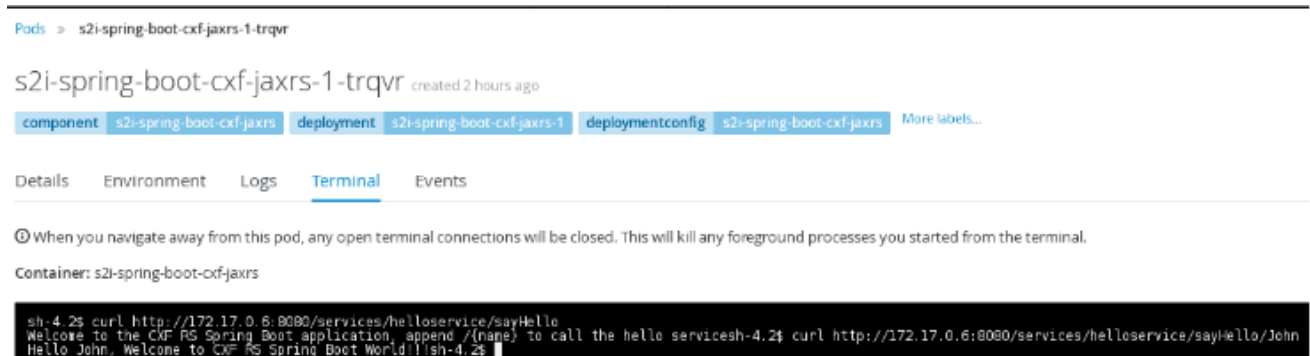 Pods » s2i-spring-boot-cxf-jaxrs-1-trqvr
s2i-spring-boot-cxf-jaxrs-1-trqvr created 2 hours ago
component s2i-spring-boot-cxf-jaxrs deployment s2i-spring-boot-cxf-jaxrs-1 deploymentconfig s2i-spring-boot-cxf-jaxrs More labels...
Details Environment Logs Terminal Events
When you navigate away from this pod, any open terminal connections will be closed. This will kill any foreground processes you started from the terminal.
Container: s2i-spring-boot-cxf-jaxrs
sh-4.2$ curl http://172.17.0.6:8080/services/helloservice/sayHello
Welcome to the CXF RS Spring Boot application, append /{name} to call the hello servicesh-4.2$ curl http://172.17.0.6:8080/services/helloservice/sayHello/John
Hello John, Welcome to CXF RS Spring Boot World!!!sh-4.2$